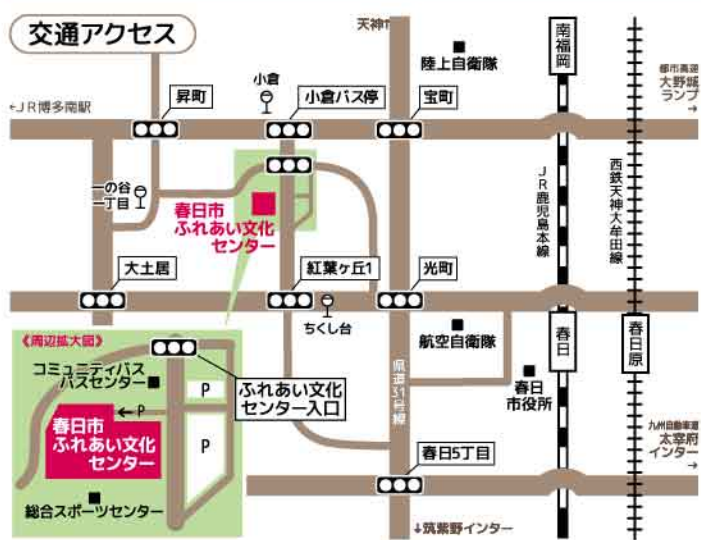 交通アクセス
天神↑
陸上自衛隊
南福岡
都市高速
大野城
ランプ
→
←JR博多南駅
昇町
小倉
小倉バス停
宝町
一の谷
一丁目
春日市
ふれあい文化
センター
JR鹿児島本線
西鉄天神大牟田線
大土居
紅葉ヶ丘1
光町
ちくし台
航空自衛隊
春日
春日原
県道31号線
春日
市役所
《周辺拡大図》
コミュニティバス
バスセンター
ふれあい文化
センター入口
P
←P
P
春日市
ふれあい文化
センター
総合スポーツセンター
春日5丁目
九州自動車道
太宰府
インター
→
↓筑紫野インター